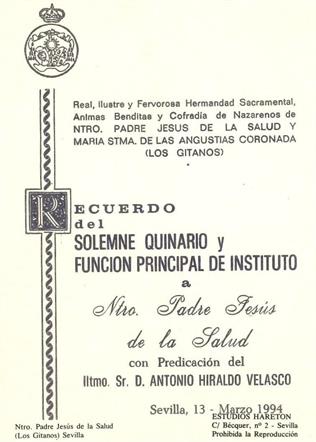 Real, Ilustre y Fervorosa Hermandad Sacramental,
Animas Benditas y Cofradía de Nazarenos de
NTRO. PADRE JESUS DE LA SALUD Y
MARIA STMA. DE LAS ANGUSTIAS CORONADA
(LOS GITANOS)
RECUERDO
del
SOLEMNE QUINARIO y
FUNCION PRINCIPAL DE INSTITUTO
a
Ntro. Padre Jesús
de la Salud
con Predicación del
Iltmo. Sr. D. ANTONIO HIRALDO VELASCO
Sevilla, 13 - Marzo 1994
Ntro. Padre Jesús de la Salud
(Los Gitanos) Sevilla
ESTUDIOS HARETON
C/ Bécquer, nº 2 - Sevilla
Prohibida la Reproducción